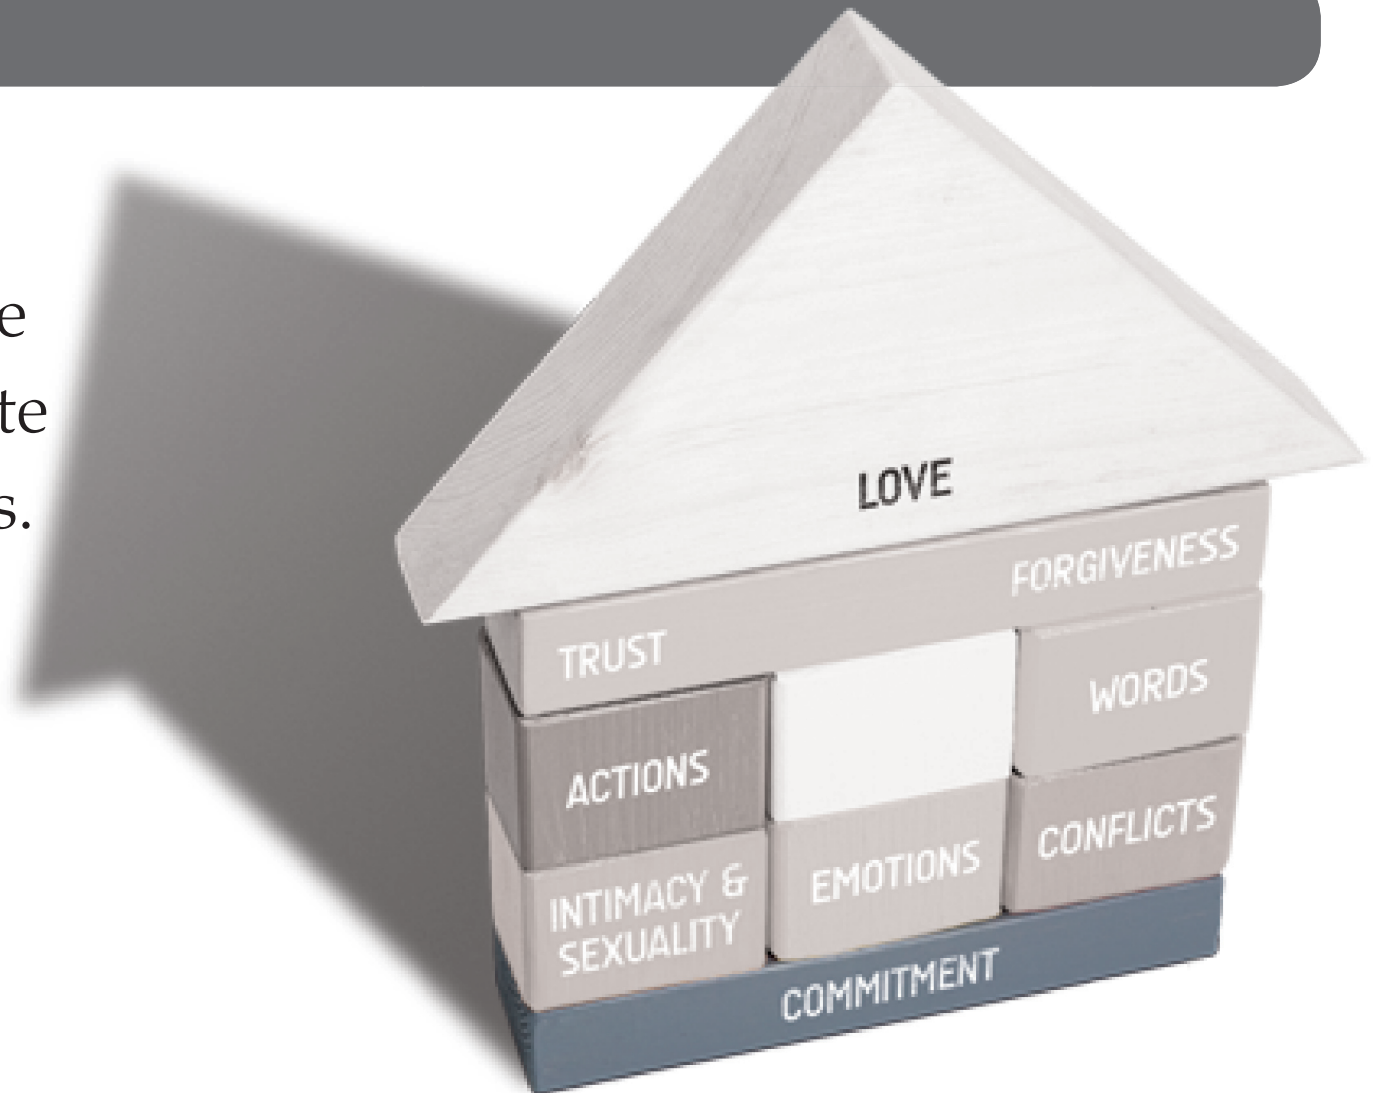 e
te
s.
LOVE
FORGIVENESS
TRUST
WORDS
ACTIONS
CONFLICTS
EMOTIONS
INTIMACY &
SEXUALITY
COMMITMENT